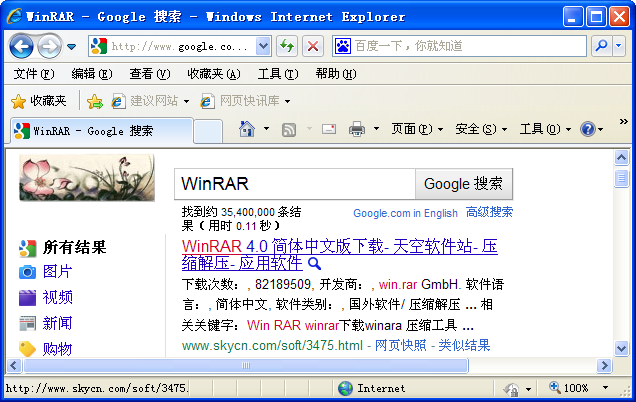 WinRAR - Google 搜索 - Windows Internet Explorer
http://www.google.co...
百度一下，你就知道
文件(F) 编辑(E) 查看(V) 收藏夹(A) 工具(T) 帮助(H)
收藏夹 建议网站 网页快讯库
WinRAR - Google 搜索 页面(P) 安全(S) 工具(O) »
WinRAR Google 搜索
找到约 35,400,000 条结 Google.com in English 高级搜索
果（用时 0.11 秒）
所有结果
图片
视频
新闻
购物
WinRAR 4.0 简体中文版下载- 天空软件站- 压
缩解压- 应用软件
下载次数：, 82189509, 开发商：, win.rar GmbH. 软件语
言：, 简体中文, 软件类别：, 国外软件/ 压缩解压 ... 相
关关键字：Win RAR winrar下载winara 压缩工具 ...
www.skycn.com/soft/3475.html - 网页快照 - 类似结果
http://www.skycn.com/soft/3475. Internet 100%